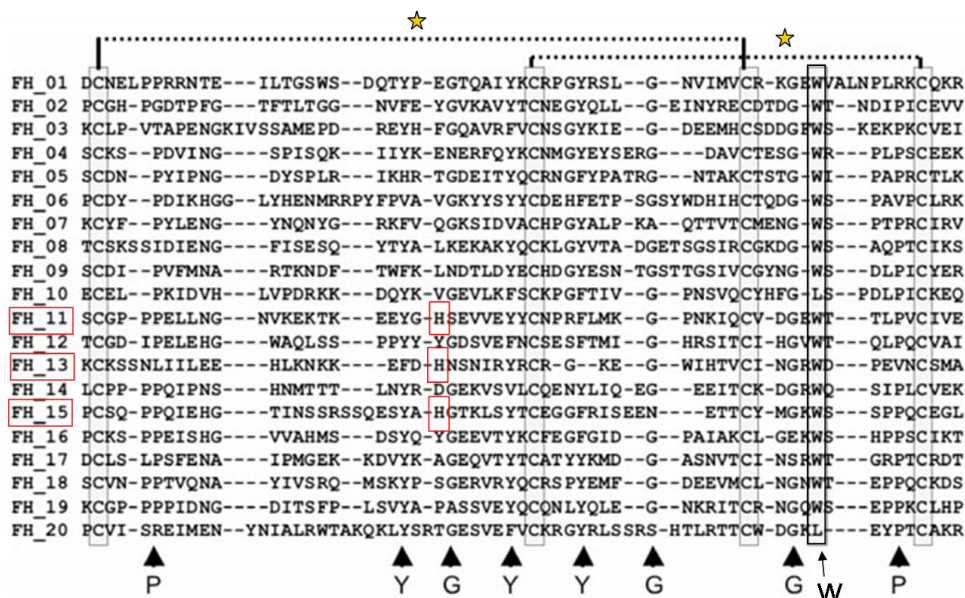 FH_01 DCNELPPRRNTE---ILTGSWS--DQTYP-EGTQAIYKCRPGYRSL--G--NVIMVCR-KGEWVALNPLRKCQKR
FH_02 PCGH-PGDTPFG---TFTLTGG---NVFE-YGVKAVYTCNEGYQLL--G-EINYRECDTDG-WT--NDIPICEVV
FH_03 KCLP-VTAPENGKIVSSAMEPD---REYH-FGQAVRFVCNSGYKIE--G--DEEMHCSDDGFWS--KEKPKCVEI
FH_04 SCKS--PDVING---SPISQK---IIYK-ENERFQYKCNMGYEYSERG---DAVCTESG-WR---PLPSCEEK
FH_05 SCDN--PYIPNG---DYSPLR---IKHR-TGDEITYQCRNGFYPATRG--NTAKCTSTG-WI---PAPRCTLK
FH_06 PCDY--PDIKHGG--LYHENMRRPYFPVA-VGKYYSYYCDEHFETP-SGSYWDHIHCTQDG-WS---PAVPCLRK
FH_07 KCYF--PYLENG---YNQNYG---RKFV-QGKSIDVACHPGYALP-KA-QTTVTCMENG-WS---PTPRCIRV
FH_08 TCSKSSIDIENG---FISESQ---YTYA-LKEKAKYQCKLGYVTA-DGETSGSIRCGKDG-WS---AQPTCIKS
FH_09 SCDI--PVFMNA---RTKNDF---TWFK-LNDTLDYECHDGYESN-TGSTTGSIVCGYNG-WS---DLPICYER
FH_10 ECEL--PKIDVH---LVPDRKK---DQYK-VGEVLKFSCKPGFTIV--G--PNSVQCYHFG-LS---PDLPICKEQ
FH_11 SCGP-PPELLNG---NVKEKTK---EEYG-HSEVVEYYCNPRFLMK--G--PNKIQCV-DGEWT---TLPVCIVE
FH_12 TCGD-IPELEHG---WAQLSS---PPYY-YGDSVEFNCSESFTMI--G--HRSITCI-HGVWT---QLPQCVAI
FH_13 KCKSSNLIILEE---HLKNKK---EFD-HNSNIRYRCR-G--KE--G--WIHTVCI-NGRWD---PEVNCSMA
FH_14 LCPP-PPQIPNS---HNMTTT---LNYR-DGEKVSVLCQENYLIQ-EG---EEITCK-DGRWQ---SIPLCVEK
FH_15 PCSQ-PPQIEHG---TINSSRSSQESYA-HGTKLSYTCEGGFRISEEN---ETTCY-MGKWS---SPPQCEGL
FH_16 PCKS-PPEISHG---VVAHMS--DSYQ-YGEEVTYKCFEGFGID--G--PAIAKCL-GEKWS---HPPSCIKT
FH_17 DCLS-LPSFENA---IPMGEK--KDVYK-AGEQVTYTCATYYKMD--G--ASNVTCI-NSRWT---GRPTCRDT
FH_18 SCVN-PPTVQNA---YIVSRQ--MSKYP-SGERVRYQCRSPYEMF--G--DEEVMCL-NGNWT---EPPQCKDS
FH_19 KCGP-PPPIDNG---DITSFP--LSVYA-PASSVEYQCQNLYQLE--G--NKRITCR-NGQWS---EPPKCLHP
FH_20 PCVI-SREIMEN--YNIALRWTAKQKLYSRTGESVEFVCKRGYRLSSRS-HTLRTTCW-DGKL---EYPTCAKR
P Y G Y Y G G W P